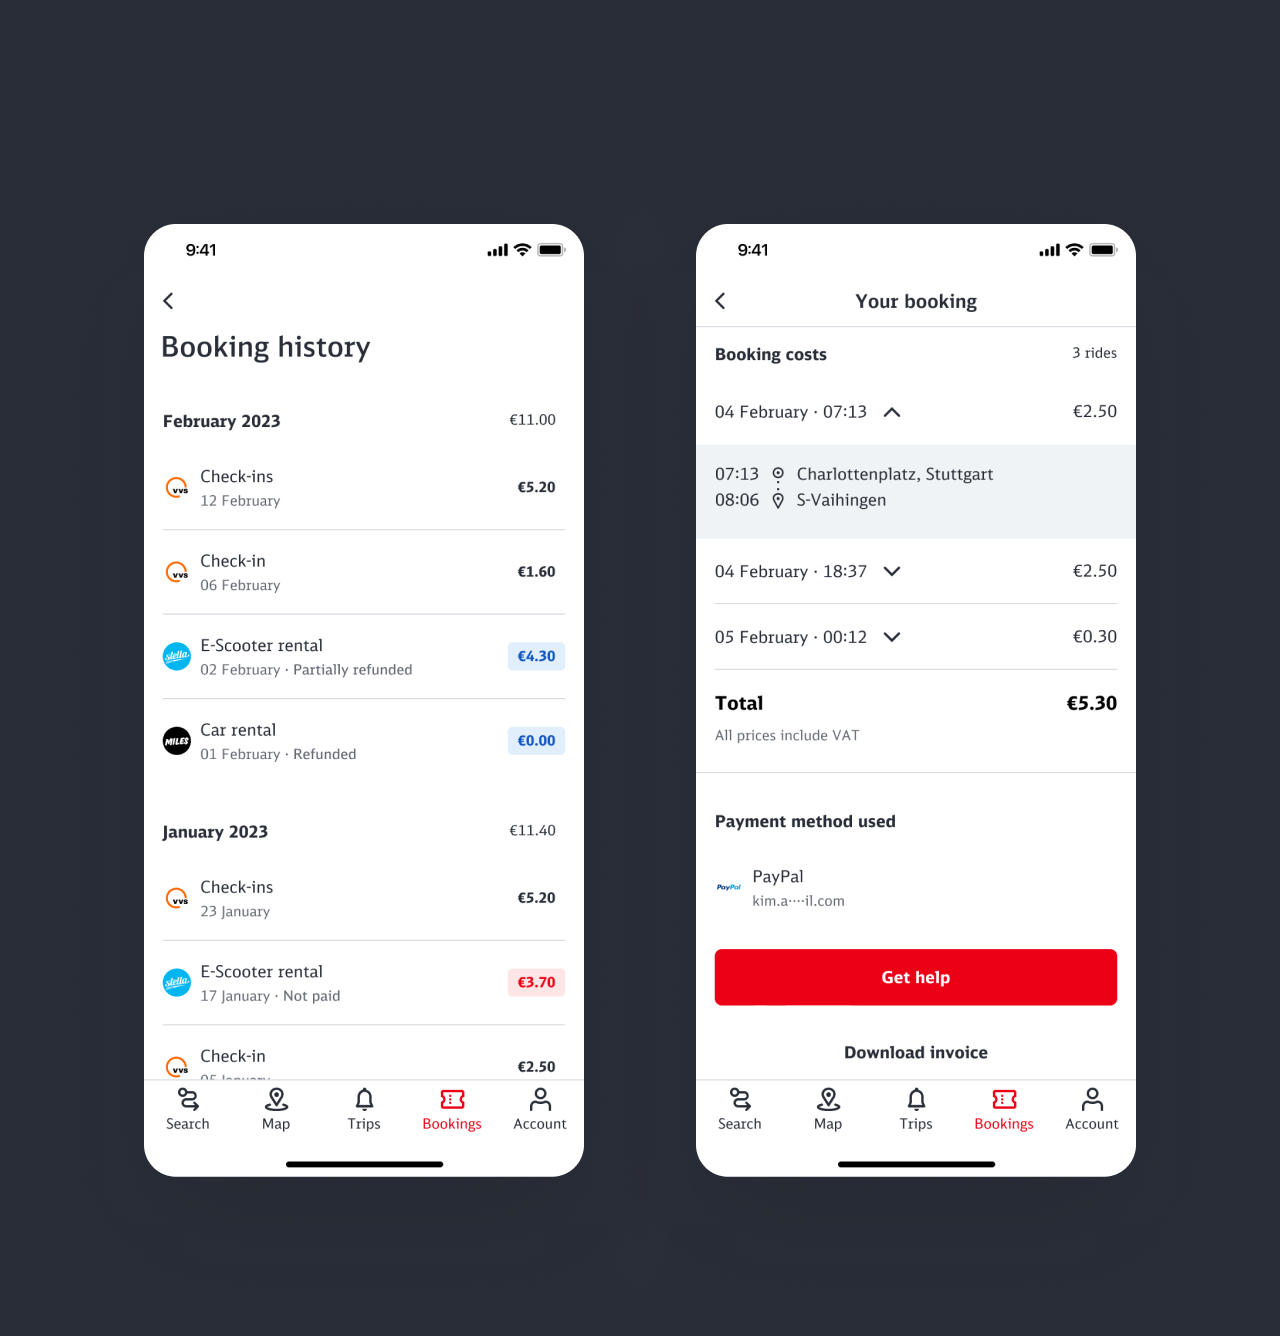 9:41
Booking history
February 2023 €11.00
vvs Check-ins €5.20
12 February
vvs Check-in €1.60
06 February
stella E-Scooter rental €4.30
02 February · Partially refunded
MILES Car rental €0.00
01 February · Refunded
January 2023 €11.40
vvs Check-ins €5.20
23 January
stella E-Scooter rental €3.70
17 January · Not paid
vvs Check-in €2.50
05 January
Search Map Trips Bookings Account
9:41
Your booking
Booking costs 3 rides
04 February · 07:13 €2.50
07:13 Charlottenplatz, Stuttgart
08:06 S-Vaihingen
04 February · 18:37 €2.50
05 February · 00:12 €0.30
Total €5.30
All prices include VAT
Payment method used
PayPal PayPal
kim.a····il.com
Get help
Download invoice
Search Map Trips Bookings Account